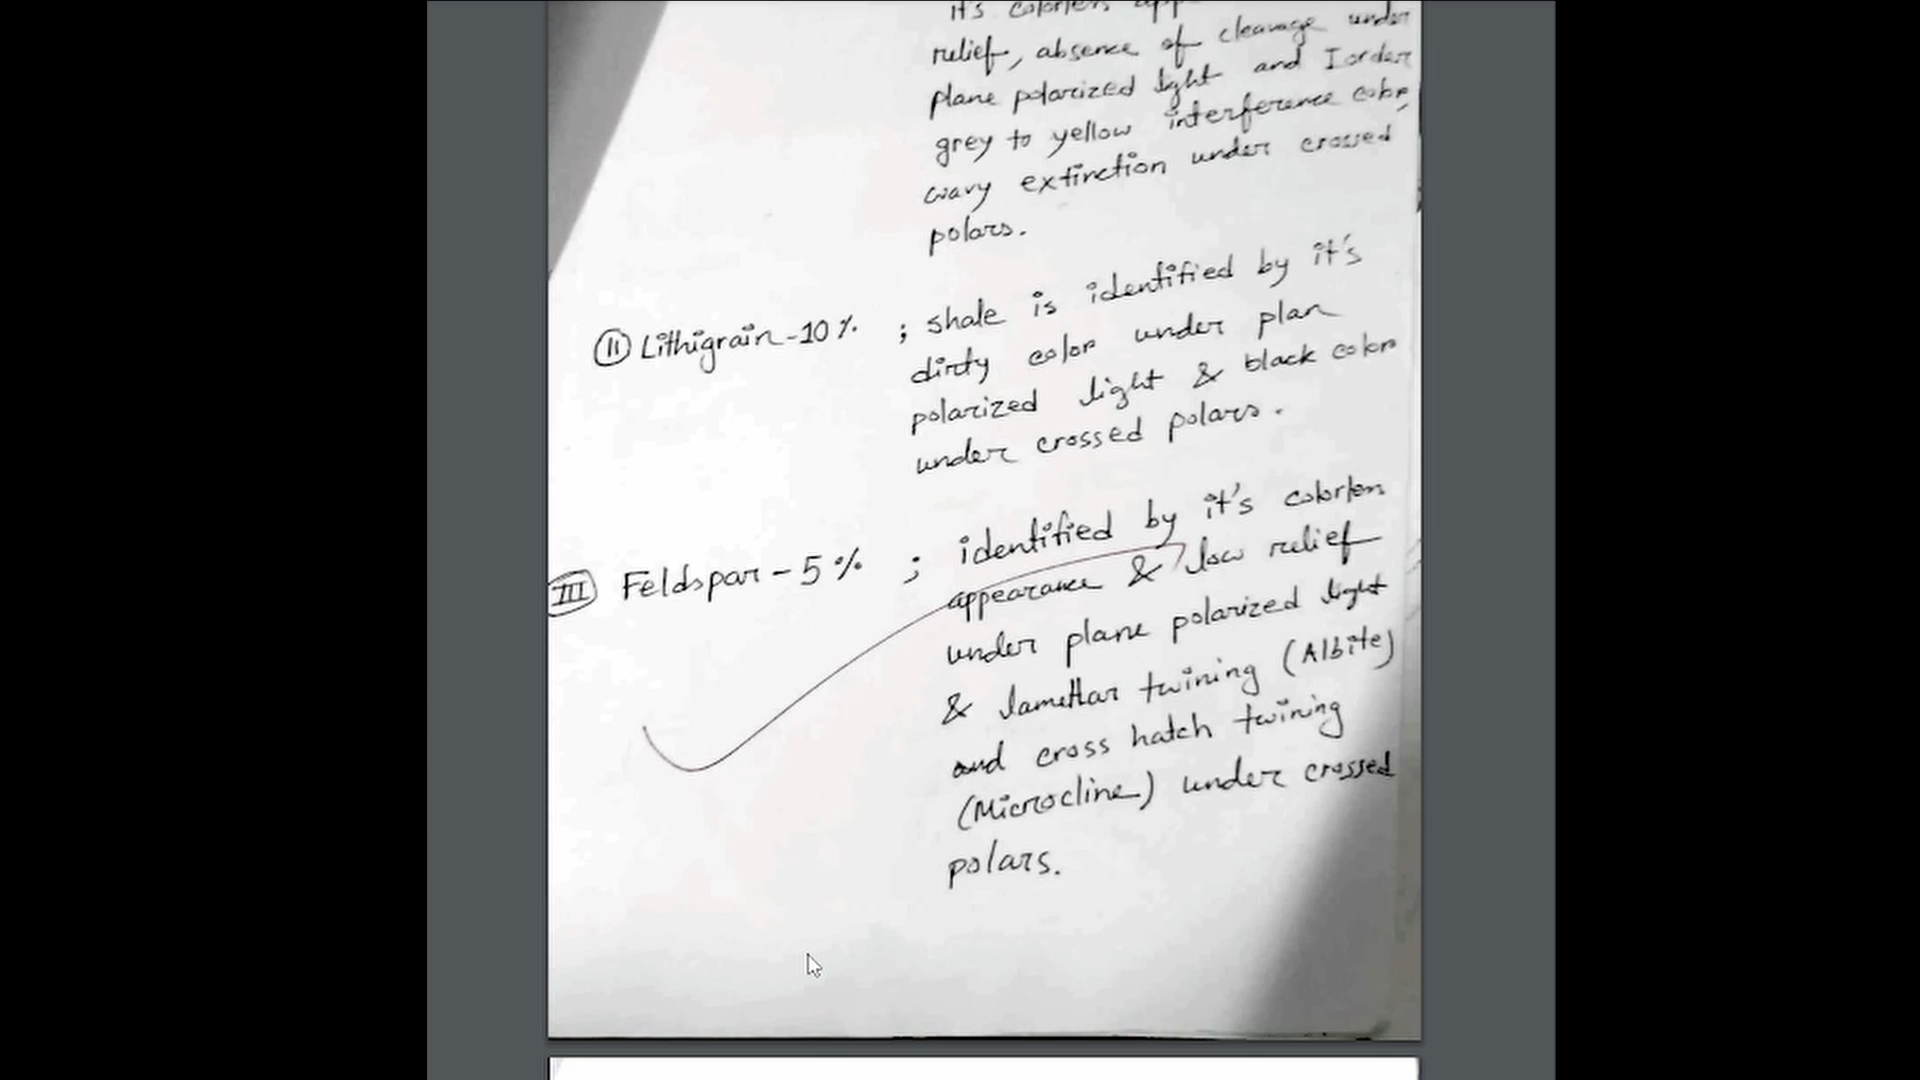 it's colorless
relief, absence of cleavage under
plane polarized light and I order
grey to yellow interference color,
wavy extinction under crossed
polars.
II Lithigrain - 10% ; shale is identified by it's
dirty color under plan
polarized light & black color
under crossed polars.
III Feldspar - 5% ; identified by it's colorless
appearance & low relief
under plane polarized light
& lamellar twining (Albite)
and cross hatch twining
(Microcline) under crossed
polars.